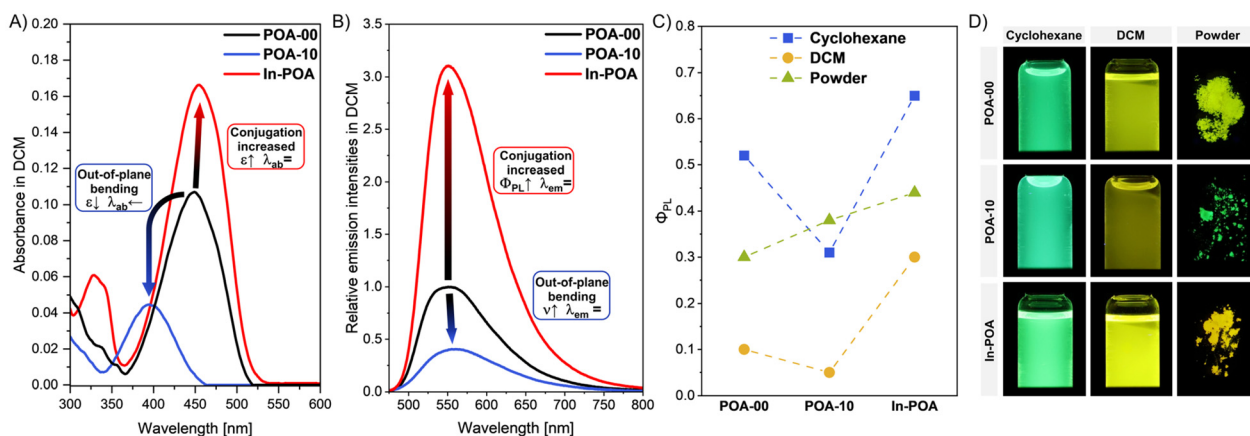 A)
POA-00
POA-10
In-POA
Absorbance in DCM
0.20
0.18
0.16
0.14
0.12
0.10
0.08
0.06
0.04
0.02
0.00
Conjugation
increased
ε↑ λab=
Out-of-plane
bending
ε↓ λab←
300 350 400 450 500 550 600
Wavelength [nm]
B)
POA-00
POA-10
In-POA
Relative emission intensities in DCM
3.5
3.0
2.5
2.0
1.5
1.0
0.5
0.0
Conjugation
increased
ΦPL↑ λem=
Out-of-plane
bending
ν↑ λem =
500 550 600 650 700 750 800
Wavelength [nm]
C)
Cyclohexane
DCM
Powder
ΦPL
0.8
0.7
0.6
0.5
0.4
0.3
0.2
0.1
0.0
POA-00 POA-10 In-POA
D)
Cyclohexane DCM Powder
POA-00
POA-10
In-POA